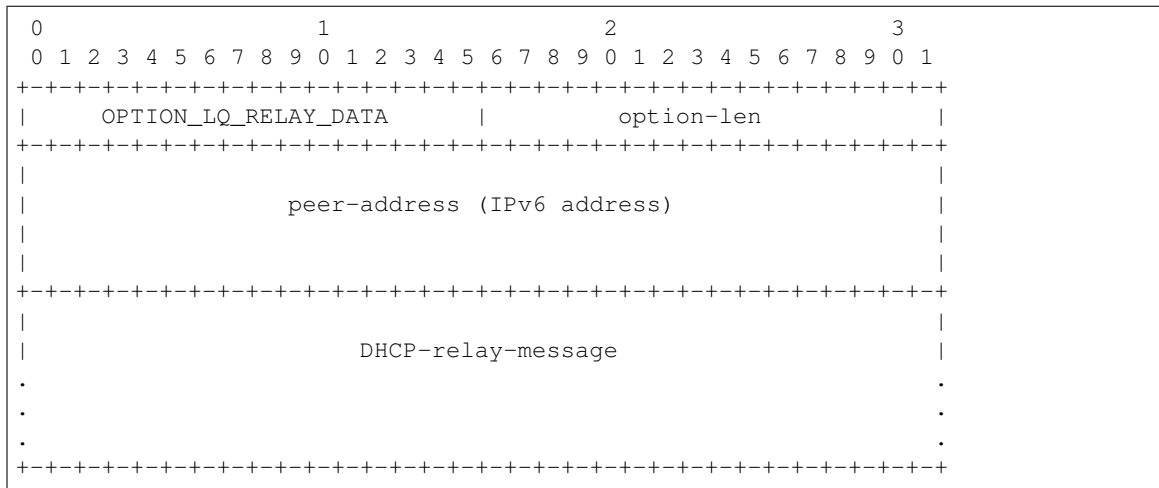 0                   1                   2                   3
 0 1 2 3 4 5 6 7 8 9 0 1 2 3 4 5 6 7 8 9 0 1 2 3 4 5 6 7 8 9 0 1
+-+-+-+-+-+-+-+-+-+-+-+-+-+-+-+-+-+-+-+-+-+-+-+-+-+-+-+-+-+-+-+-+
|     OPTION_LQ_RELAY_DATA      |         option-len            |
+-+-+-+-+-+-+-+-+-+-+-+-+-+-+-+-+-+-+-+-+-+-+-+-+-+-+-+-+-+-+-+-+
|                                                               |
|                  peer-address (IPv6 address)                  |
|                                                               |
|                                                               |
+-+-+-+-+-+-+-+-+-+-+-+-+-+-+-+-+-+-+-+-+-+-+-+-+-+-+-+-+-+-+-+-+
|                                                               |
|                       DHCP-relay-message                      |
.                                                               .
.                                                               .
.                                                               .
+-+-+-+-+-+-+-+-+-+-+-+-+-+-+-+-+-+-+-+-+-+-+-+-+-+-+-+-+-+-+-+-+